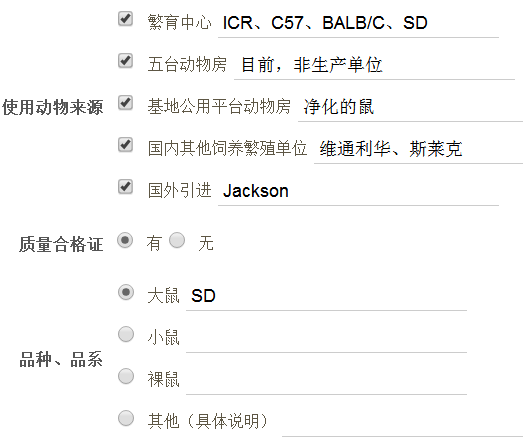 繁育中心 ICR、C57、BALB/C、SD
五台动物房 目前，非生产单位
使用动物来源 基地公用平台动物房 净化的鼠
国内其他饲养繁殖单位 维通利华、斯莱克
国外引进 Jackson
质量合格证 有 无
大鼠 SD
小鼠
品种、品系
裸鼠
其他（具体说明）